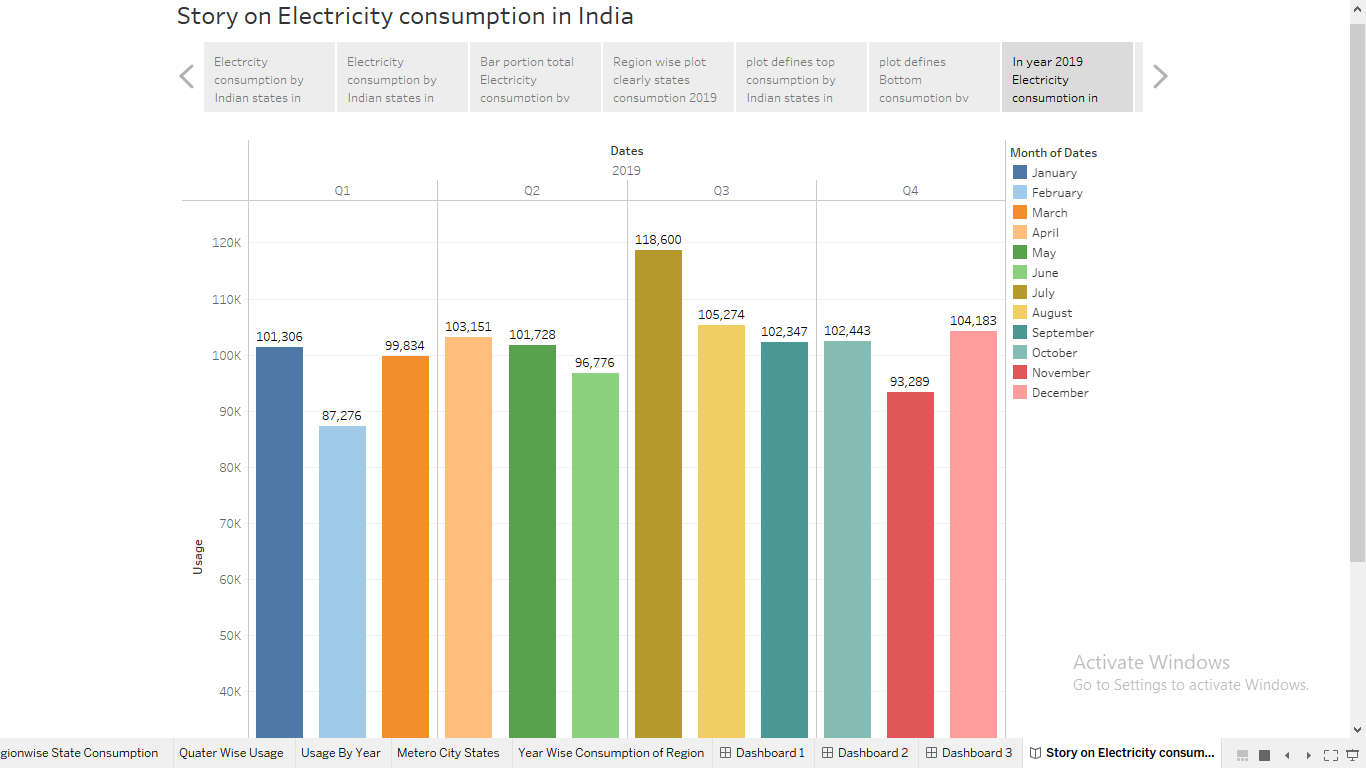 Story on Electricity consumption in India
Electrcity
consumption by
Indian states in
Electricity
consumption by
Indian states in
Bar portion total
Electricity
consumption by
Region wise plot
clearly states
consumption 2019
plot defines top
consumption by
Indian states in
plot defines
Bottom
consumption by
In year 2019
Electricity
consumption in
Dates
2019
Q1 Q2 Q3 Q4
120K
110K
100K
90K
80K
70K
60K
50K
40K
Usage
101,306
87,276
99,834
103,151
101,728
96,776
118,600
105,274
102,347
102,443
93,289
104,183
Month of Dates
January
February
March
April
May
June
July
August
September
October
November
December
Activate Windows
Go to Settings to activate Windows.
gionwise State Consumption Quater Wise Usage Usage By Year Metero City States Year Wise Consumption of Region Dashboard 1 Dashboard 2 Dashboard 3 Story on Electricity consum...